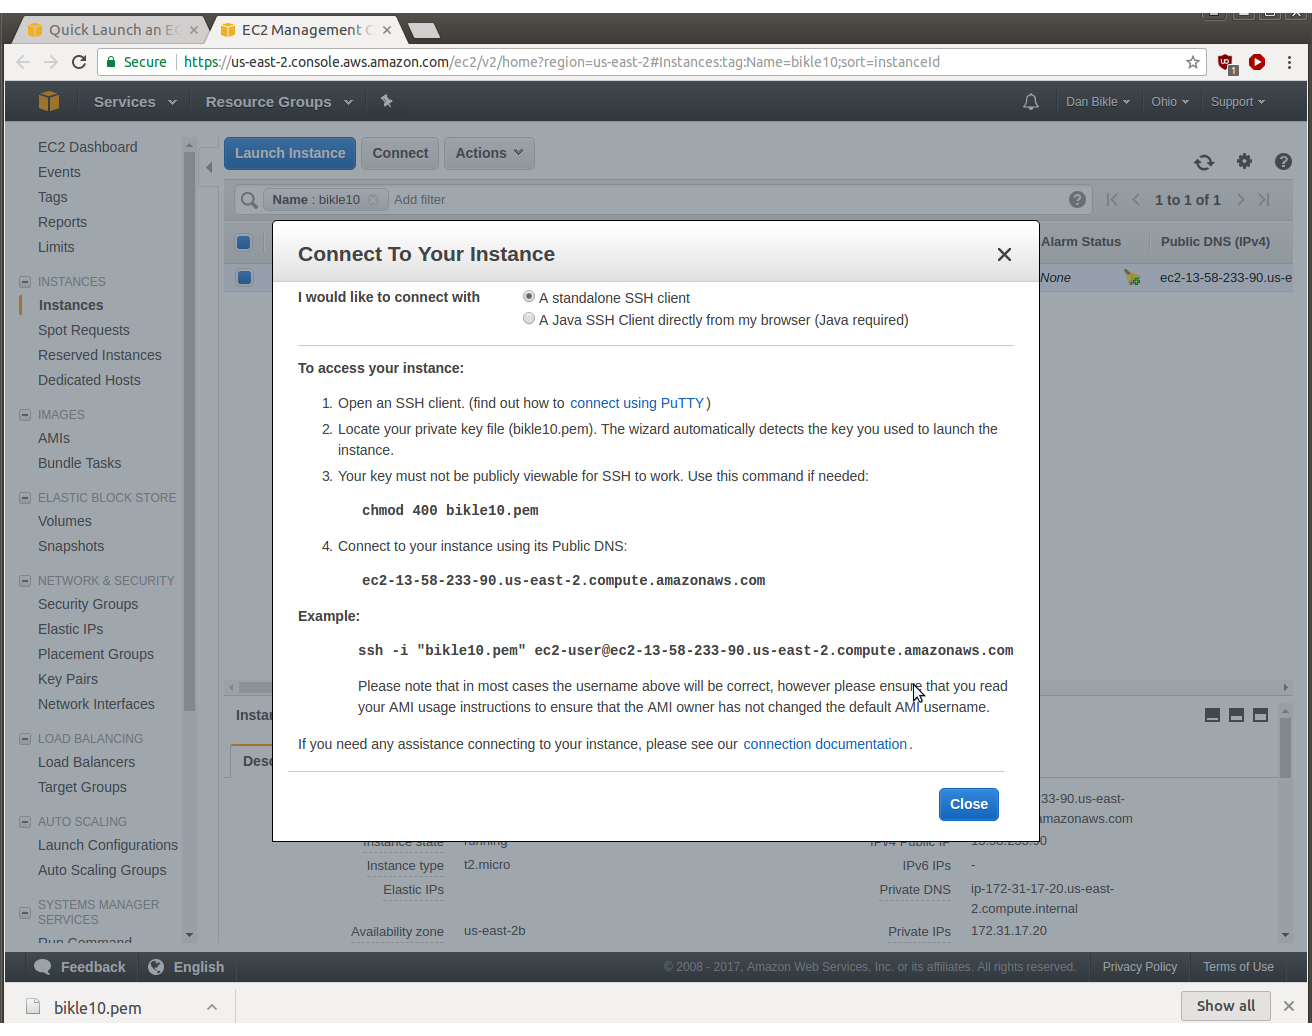 Quick Launch an EC
EC2 Management C
Secure
https://us-east-2.console.aws.amazon.com/ec2/v2/home?region=us-east-2#Instances:tag:Name=bikle10;sort=instanceId
1
Services
Resource Groups
Dan Bikle
Ohio
Support
EC2 Dashboard
Events
Tags
Reports
Limits
INSTANCES
Instances
Spot Requests
Reserved Instances
Dedicated Hosts
IMAGES
AMIs
Bundle Tasks
ELASTIC BLOCK STORE
Volumes
Snapshots
NETWORK & SECURITY
Security Groups
Elastic IPs
Placement Groups
Key Pairs
Network Interfaces
LOAD BALANCING
Load Balancers
Target Groups
AUTO SCALING
Launch Configurations
Auto Scaling Groups
SYSTEMS MANAGER
SERVICES
Run Command
Launch Instance
Connect
Actions
Name : bikle10
Add filter
1 to 1 of 1
Alarm Status
Public DNS (IPv4)
None
ec2-13-58-233-90.us-e
Connect To Your Instance
I would like to connect with
A standalone SSH client
A Java SSH Client directly from my browser (Java required)
To access your instance:
1. Open an SSH client. (find out how to connect using PuTTY)
2. Locate your private key file (bikle10.pem). The wizard automatically detects the key you used to launch the
instance.
3. Your key must not be publicly viewable for SSH to work. Use this command if needed:
chmod 400 bikle10.pem
4. Connect to your instance using its Public DNS:
ec2-13-58-233-90.us-east-2.compute.amazonaws.com
Example:
ssh -i "bikle10.pem" ec2-user@ec2-13-58-233-90.us-east-2.compute.amazonaws.com
Please note that in most cases the username above will be correct, however please ensure that you read
your AMI usage instructions to ensure that the AMI owner has not changed the default AMI username.
If you need any assistance connecting to your instance, please see our connection documentation.
Close
Instan
Desc
33-90.us-east-
amazonaws.com
Instance state
running
IPv4 Public IP
13.58.233.90
Instance type
t2.micro
IPv6 IPs
-
Elastic IPs
Private DNS
ip-172-31-17-20.us-east-
2.compute.internal
Availability zone
us-east-2b
Private IPs
172.31.17.20
Feedback
English
© 2008 - 2017, Amazon Web Services, Inc. or its affiliates. All rights reserved.
Privacy Policy
Terms of Use
bikle10.pem
Show all